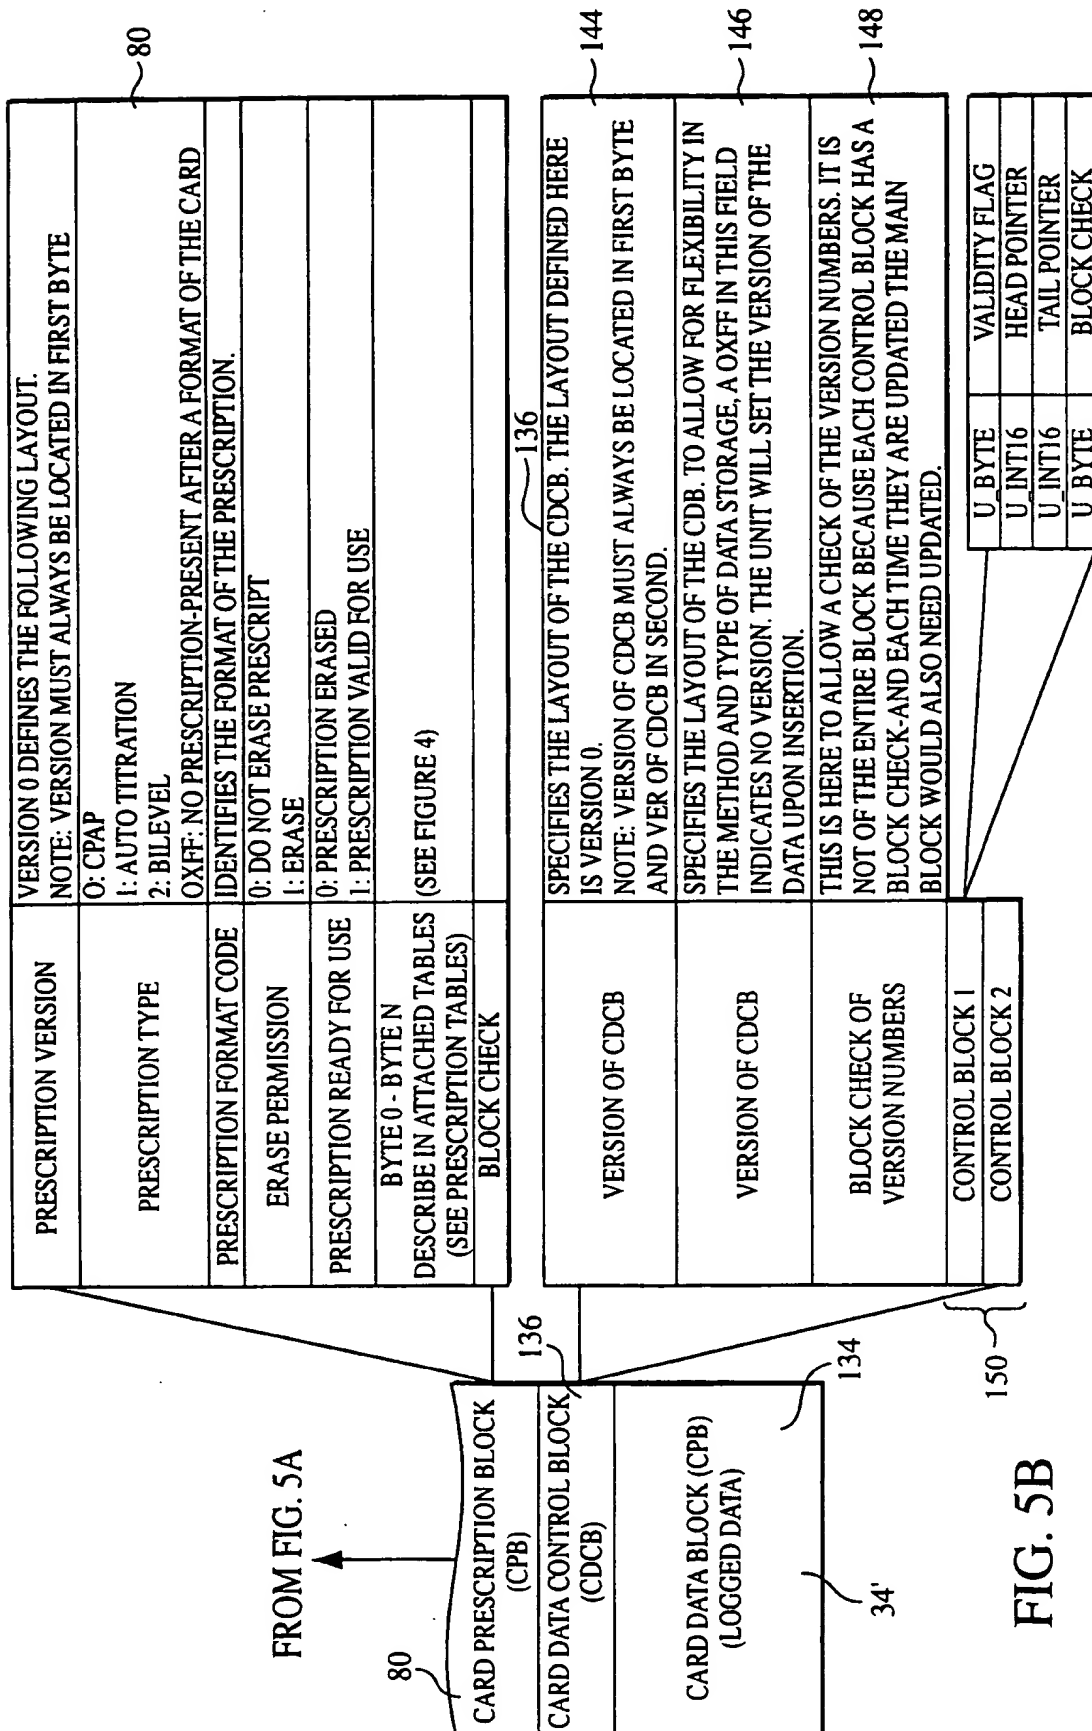 FROM FIG. 5A
80
CARD PRESCRIPTION BLOCK
(CPB)
136
CARD DATA CONTROL BLOCK
(CDCB)
CARD DATA BLOCK (CPB)
(LOGGED DATA)
134
34'
PRESCRIPTION VERSION
VERSION 0 DEFINES THE FOLLOWING LAYOUT.
NOTE: VERSION MUST ALWAYS BE LOCATED IN FIRST BYTE
PRESCRIPTION TYPE
O: CPAP
1: AUTO TITRATION
2: BILEVEL
OXFF: NO PRESCRIPTION-PRESENT AFTER A FORMAT OF THE CARD
80
PRESCRIPTION FORMAT CODE
IDENTIFIES THE FORMAT OF THE PRESCRIPTION.
ERASE PERMISSION
0: DO NOT ERASE PRESCRIPT
1: ERASE
PRESCRIPTION READY FOR USE
0: PRESCRIPTION ERASED
1: PRESCRIPTION VALID FOR USE
BYTE 0 - BYTE N
DESCRIBE IN ATTACHED TABLES
(SEE PRESCRIPTION TABLES)
(SEE FIGURE 4)
BLOCK CHECK
136
VERSION OF CDCB
SPECIFIES THE LAYOUT OF THE CDCB. THE LAYOUT DEFINED HERE
IS VERSION 0.
NOTE: VERSION OF CDCB MUST ALWAYS BE LOCATED IN FIRST BYTE
AND VER OF CDCB IN SECOND.
144
VERSION OF CDCB
SPECIFIES THE LAYOUT OF THE CDB. TO ALLOW FOR FLEXIBILITY IN
THE METHOD AND TYPE OF DATA STORAGE, A OXFF IN THIS FIELD
INDICATES NO VERSION. THE UNIT WILL SET THE VERSION OF THE
DATA UPON INSERTION.
146
BLOCK CHECK OF
VERSION NUMBERS
THIS IS HERE TO ALLOW A CHECK OF THE VERSION NUMBERS. IT IS
NOT OF THE ENTIRE BLOCK BECAUSE EACH CONTROL BLOCK HAS A
BLOCK CHECK-AND EACH TIME THEY ARE UPDATED THE MAIN
BLOCK WOULD ALSO NEED UPDATED.
148
CONTROL BLOCK 1
CONTROL BLOCK 2
150
U_BYTE VALIDITY FLAG
U_INT16 HEAD POINTER
U_INT16 TAIL POINTER
U_BYTE BLOCK CHECK
FIG. 5B